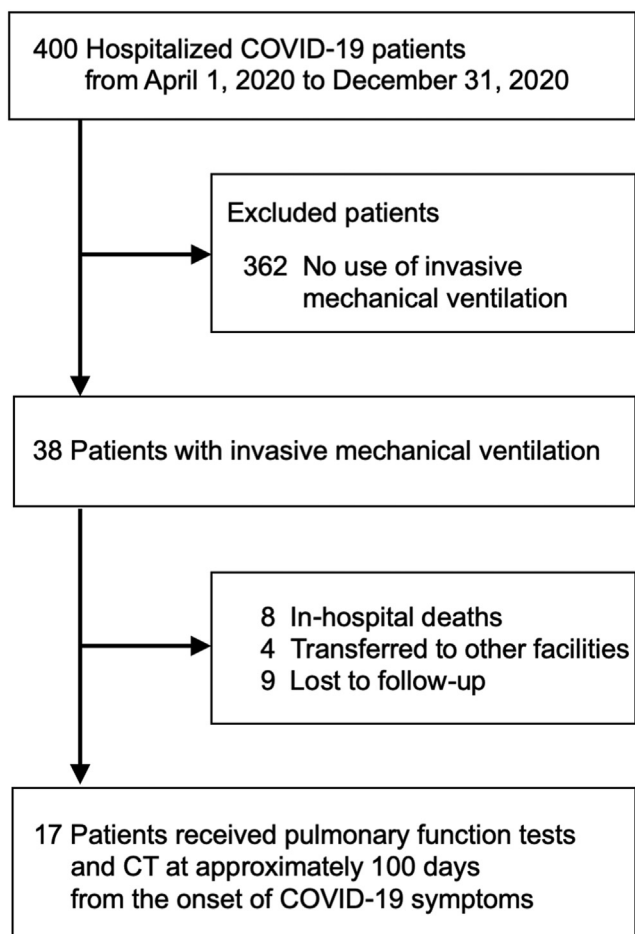 400 Hospitalized COVID-19 patients
from April 1, 2020 to December 31, 2020
Excluded patients
362 No use of invasive
mechanical ventilation
38 Patients with invasive mechanical ventilation
8 In-hospital deaths
4 Transferred to other facilities
9 Lost to follow-up
17 Patients received pulmonary function tests
and CT at approximately 100 days
from the onset of COVID-19 symptoms